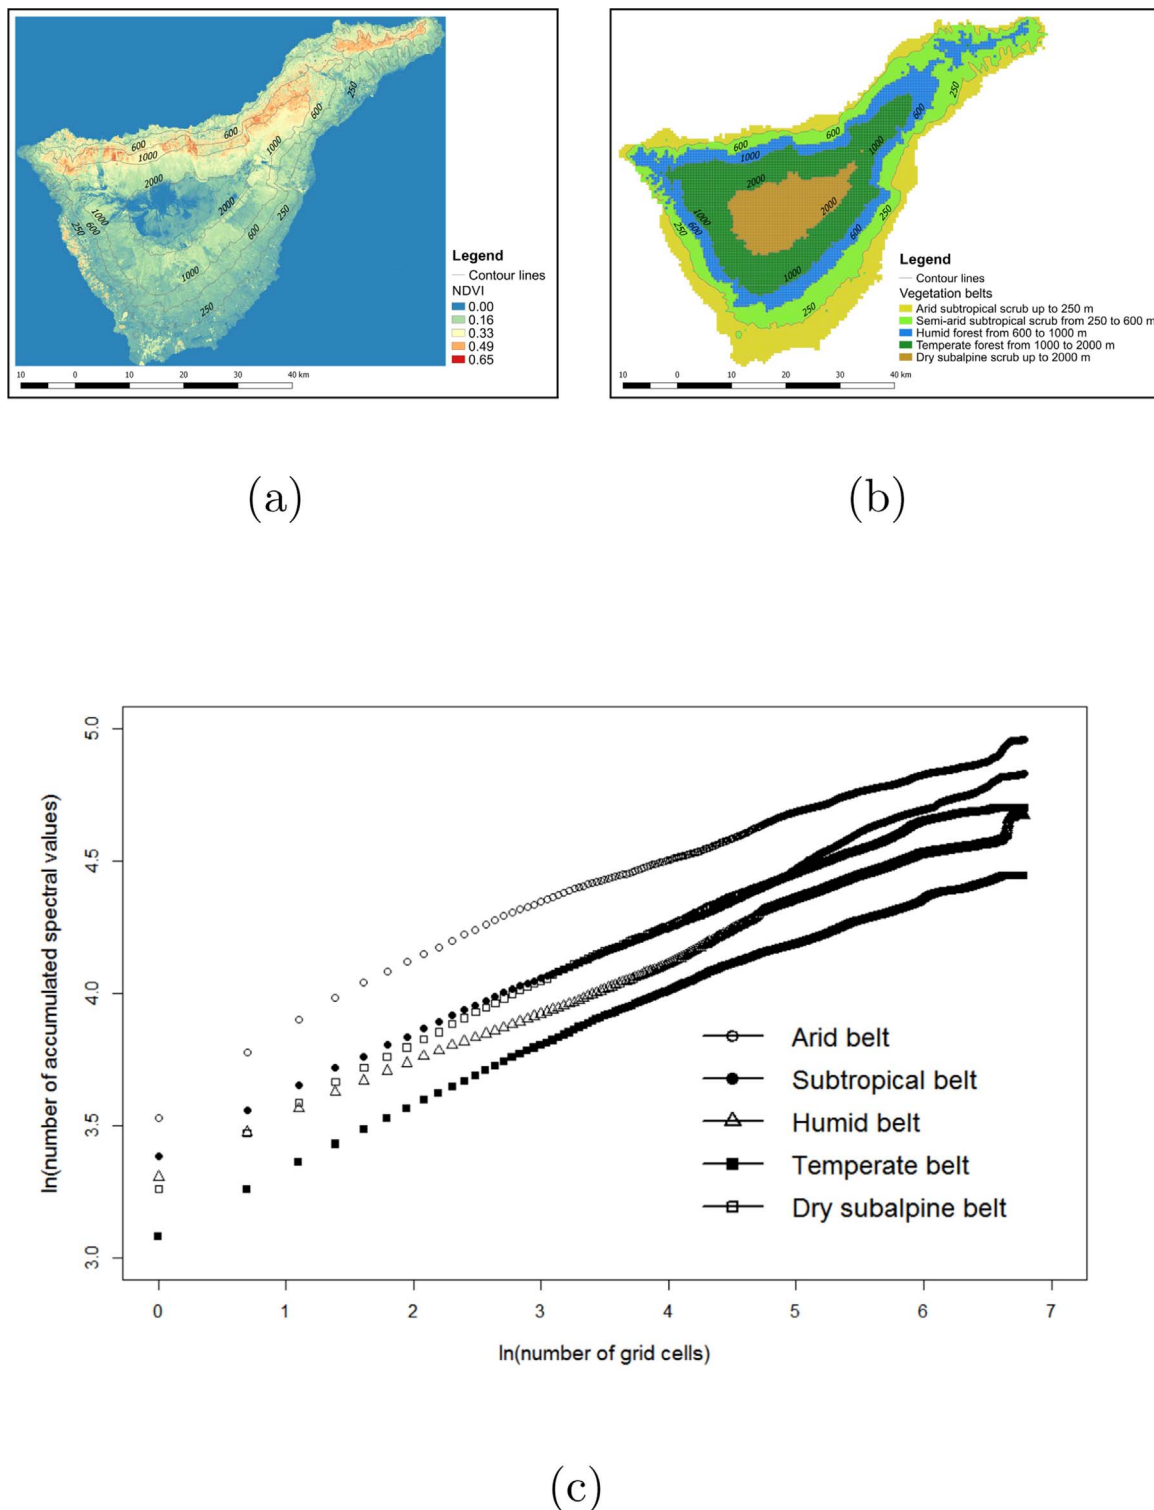 600
1000
2000
250
600
1000
600
1000
2000
250
600
250
1000
250
Legend
Contour lines
NDVI
0.00
0.16
0.33
0.49
0.65
10 0 10 20 30 40 km
600
1000
2000
250
600
1000
1000
600
2000
600
1000
250
Legend
Contour lines
Vegetation belts
Arid subtropical scrub up to 250 m
Semi-arid subtropical scrub from 250 to 600 m
Humid forest from 600 to 1000 m
Temperate forest from 1000 to 2000 m
Dry subalpine scrub up to 2000 m
10 0 10 20 30 40 km
(a)
(b)
ln(number of accumulated spectral values)
5.0
4.5
4.0
3.5
3.0
Arid belt
Subtropical belt
Humid belt
Temperate belt
Dry subalpine belt
0 1 2 3 4 5 6 7
ln(number of grid cells)
(c)